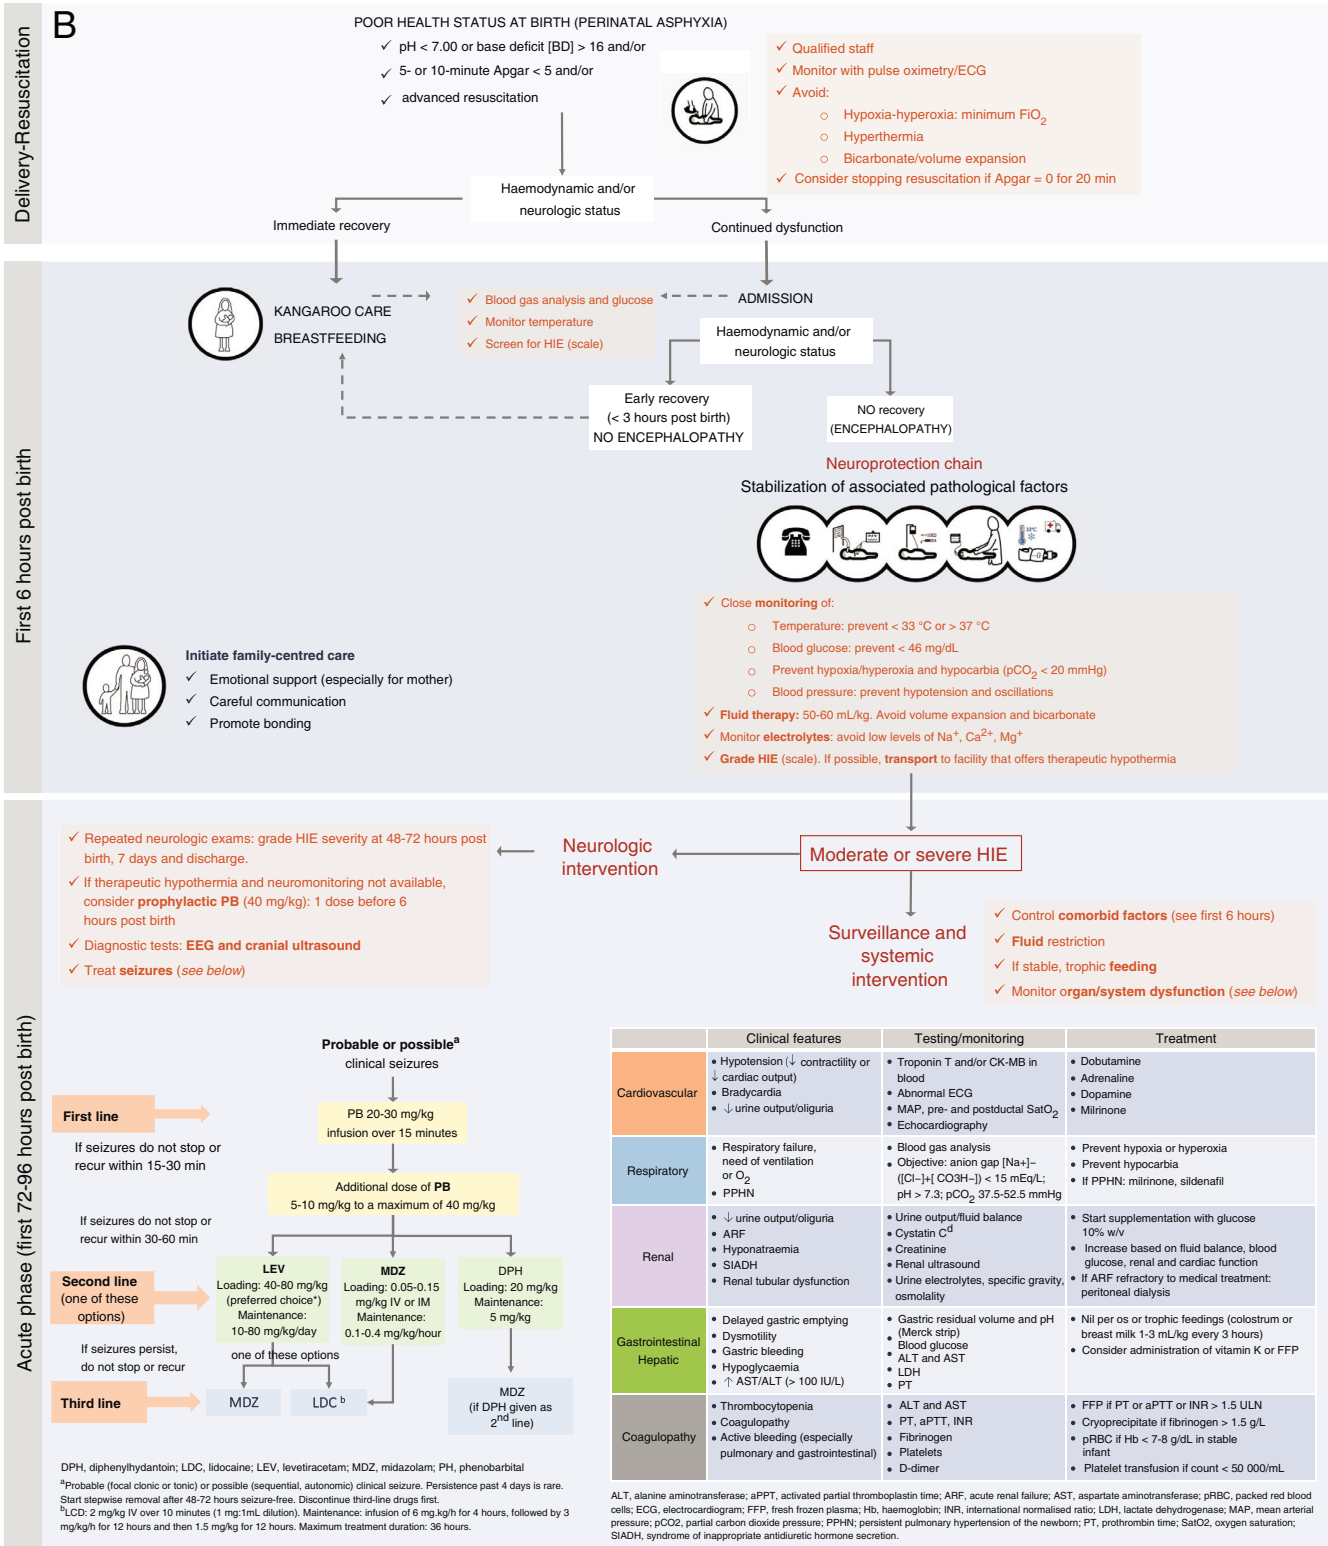 B
Delivery-Resuscitation
POOR HEALTH STATUS AT BIRTH (PERINATAL ASPHYXIA)
✓ pH < 7.00 or base deficit [BD] > 16 and/or
✓ 5- or 10-minute Apgar < 5 and/or
✓ advanced resuscitation
✓ Qualified staff
✓ Monitor with pulse oximetry/ECG
✓ Avoid:
○ Hypoxia-hyperoxia: minimum FiO2
○ Hyperthermia
○ Bicarbonate/volume expansion
✓ Consider stopping resuscitation if Apgar = 0 for 20 min
Haemodynamic and/or
neurologic status
Immediate recovery
Continued dysfunction
First 6 hours post birth
KANGAROO CARE
BREASTFEEDING
✓ Blood gas analysis and glucose
✓ Monitor temperature
✓ Screen for HIE (scale)
ADMISSION
Haemodynamic and/or
neurologic status
Early recovery
(< 3 hours post birth)
NO ENCEPHALOPATHY
NO recovery
(ENCEPHALOPATHY)
Neuroprotection chain
Stabilization of associated pathological factors
✓ Close monitoring of:
○ Temperature: prevent < 33 °C or > 37 °C
○ Blood glucose: prevent < 46 mg/dL
○ Prevent hypoxia/hyperoxia and hypocarbia (pCO2 < 20 mmHg)
○ Blood pressure: prevent hypotension and oscillations
✓ Fluid therapy: 50-60 mL/kg. Avoid volume expansion and bicarbonate
✓ Monitor electrolytes: avoid low levels of Na+, Ca2+, Mg+
✓ Grade HIE (scale). If possible, transport to facility that offers therapeutic hypothermia
Initiate family-centred care
✓ Emotional support (especially for mother)
✓ Careful communication
✓ Promote bonding
Acute phase (first 72-96 hours post birth)
✓ Repeated neurologic exams: grade HIE severity at 48-72 hours post
birth, 7 days and discharge.
✓ If therapeutic hypothermia and neuromonitoring not available,
consider prophylactic PB (40 mg/kg): 1 dose before 6
hours post birth
✓ Diagnostic tests: EEG and cranial ultrasound
✓ Treat seizures (see below)
Neurologic
intervention
Moderate or severe HIE
Surveillance and
systemic
intervention
✓ Control comorbid factors (see first 6 hours)
✓ Fluid restriction
✓ If stable, trophic feeding
✓ Monitor organ/system dysfunction (see below)
Probable or possible^a
clinical seizures
First line
PB 20-30 mg/kg
infusion over 15 minutes
If seizures do not stop or
recur within 15-30 min
Additional dose of PB
5-10 mg/kg to a maximum of 40 mg/kg
If seizures do not stop or
recur within 30-60 min
Second line
(one of these
options)
LEV
Loading: 40-80 mg/kg
(preferred choice*)
Maintenance:
10-80 mg/kg/day
MDZ
Loading: 0.05-0.15
mg/kg IV or IM
Maintenance:
0.1-0.4 mg/kg/hour
DPH
Loading: 20 mg/kg
Maintenance:
5 mg/kg
If seizures persist,
do not stop or recur
one of these options
Third line
MDZ
LDC b
MDZ
(if DPH given as
2nd line)
DPH, diphenylhydantoin; LDC, lidocaine; LEV, levetiracetam; MDZ, midazolam; PH, phenobarbital
aProbable (focal clonic or tonic) or possible (sequential, autonomic) clinical seizure. Persistence past 4 days is rare.
Start stepwise removal after 48-72 hours seizure-free. Discontinue third-line drugs first.
bLCD: 2 mg/kg IV over 10 minutes (1 mg:1mL dilution). Maintenance: infusion of 6 mg.kg/h for 4 hours, followed by 3
mg/kg/h for 12 hours and then 1.5 mg/kg for 12 hours. Maximum treatment duration: 36 hours.
Clinical features
Testing/monitoring
Treatment
Cardiovascular
• Hypotension (↓ contractility or
↓ cardiac output)
• Bradycardia
• ↓ urine output/oliguria
• Troponin T and/or CK-MB in
blood
• Abnormal ECG
• MAP, pre- and postductal SatO2
• Echocardiography
• Dobutamine
• Adrenaline
• Dopamine
• Milrinone
Respiratory
• Respiratory failure,
need of ventilation
or O2
• PPHN
• Blood gas analysis
• Objective: anion gap [Na+]−
([Cl−]+[ CO3H−]) < 15 mEq/L;
pH > 7.3; pCO2 37.5-52.5 mmHg
• Prevent hypoxia or hyperoxia
• Prevent hypocarbia
• If PPHN: milrinone, sildenafil
Renal
• ↓ urine output/oliguria
• ARF
• Hyponatraemia
• SIADH
• Renal tubular dysfunction
• Urine output/fluid balance
• Cystatin Cd
• Creatinine
• Renal ultrasound
• Urine electrolytes, specific gravity,
osmolality
• Start supplementation with glucose
10% w/v
• Increase based on fluid balance, blood
glucose, renal and cardiac function
• If ARF refractory to medical treatment:
peritoneal dialysis
Gastrointestinal
Hepatic
• Delayed gastric emptying
• Dysmotility
• Gastric bleeding
• Hypoglycaemia
• ↑ AST/ALT (> 100 IU/L)
• Gastric residual volume and pH
(Merck strip)
• Blood glucose
• ALT and AST
• LDH
• PT
• Nil per os or trophic feedings (colostrum or
breast milk 1-3 mL/kg every 3 hours)
• Consider administration of vitamin K or FFP
Coagulopathy
• Thrombocytopenia
• Coagulopathy
• Active bleeding (especially
pulmonary and gastrointestinal)
• ALT and AST
• PT, aPTT, INR
• Fibrinogen
• Platelets
• D-dimer
• FFP if PT or aPTT or INR > 1.5 ULN
• Cryoprecipitate if fibrinogen > 1.5 g/L
• pRBC if Hb < 7-8 g/dL in stable
infant
• Platelet transfusion if count < 50 000/mL
ALT, alanine aminotransferase; aPPT, activated partial thromboplastin time; ARF, acute renal failure; AST, aspartate aminotransferase; pRBC, packed red blood
cells; ECG, electrocardiogram; FFP, fresh frozen plasma; Hb, haemoglobin; INR, international normalised ratio; LDH, lactate dehydrogenase; MAP, mean arterial
pressure; pCO2, partial carbon dioxide pressure; PPHN; persistent pulmonary hypertension of the newborn; PT, prothrombin time; SatO2, oxygen saturation;
SIADH, syndrome of inappropriate antidiuretic hormone secretion.